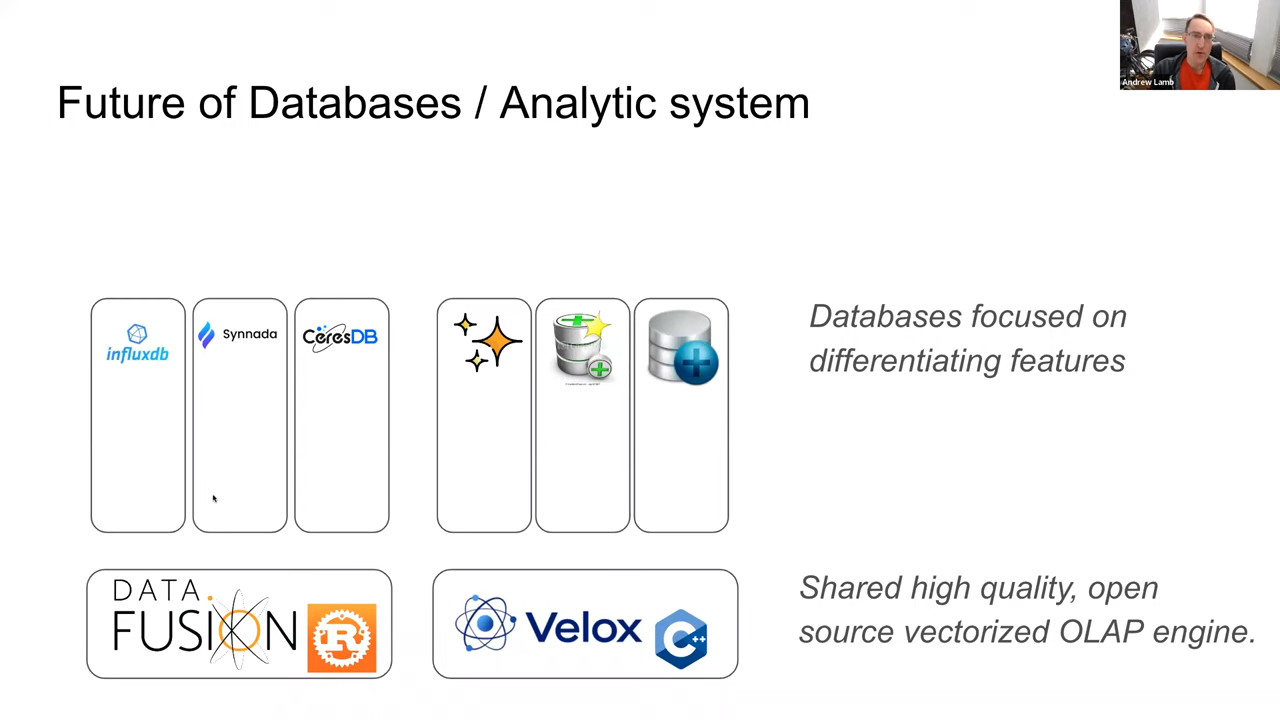 Andrew Lamb
Future of Databases / Analytic system
influxdb
Synnada
CeresDB
Databases focused on
differentiating features
DATA
FUSION
R
Velox
C++
Shared high quality, open
source vectorized OLAP engine.